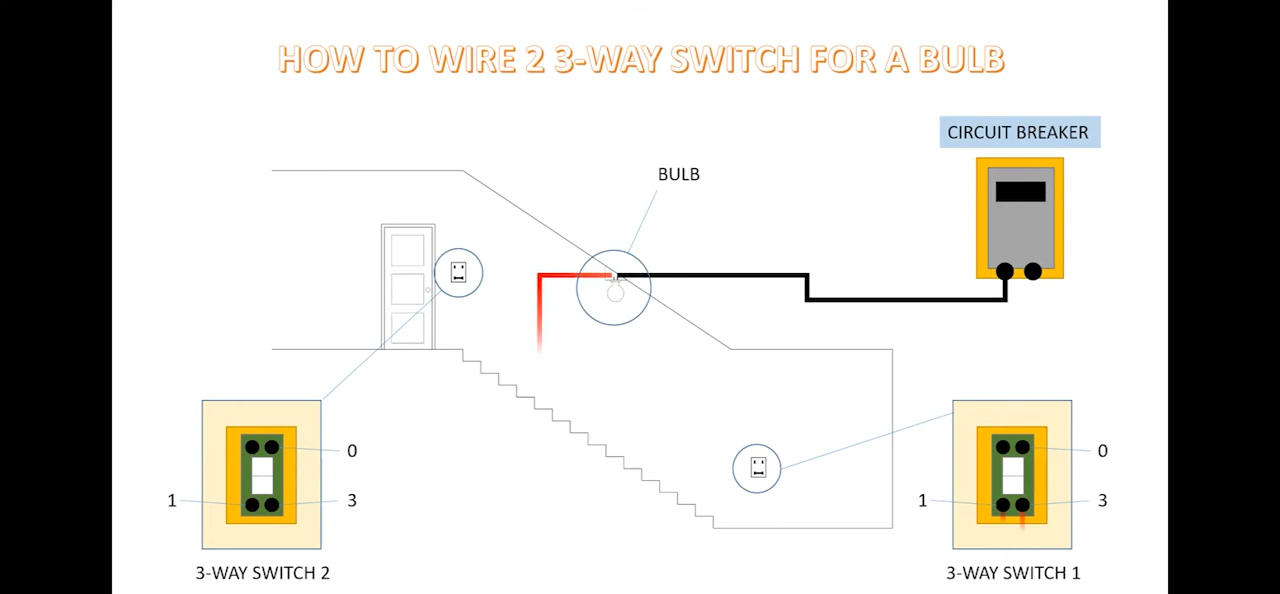 HOW TO WIRE 2 3-WAY SWITCH FOR A BULB
CIRCUIT BREAKER
BULB
0
1
3
3-WAY SWITCH 2
0
1
3
3-WAY SWITCH 1